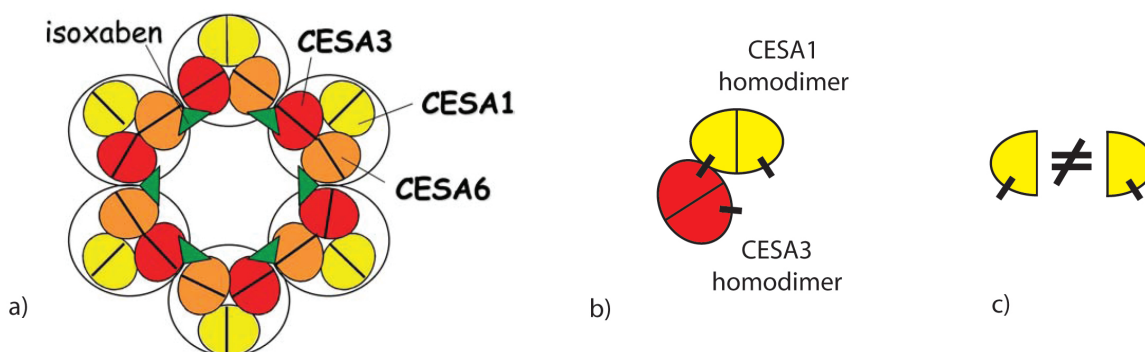 isoxaben
CESA3
CESA1
CESA6
a)
CESA1
homodimer
CESA3
homodimer
b)
≠
c)